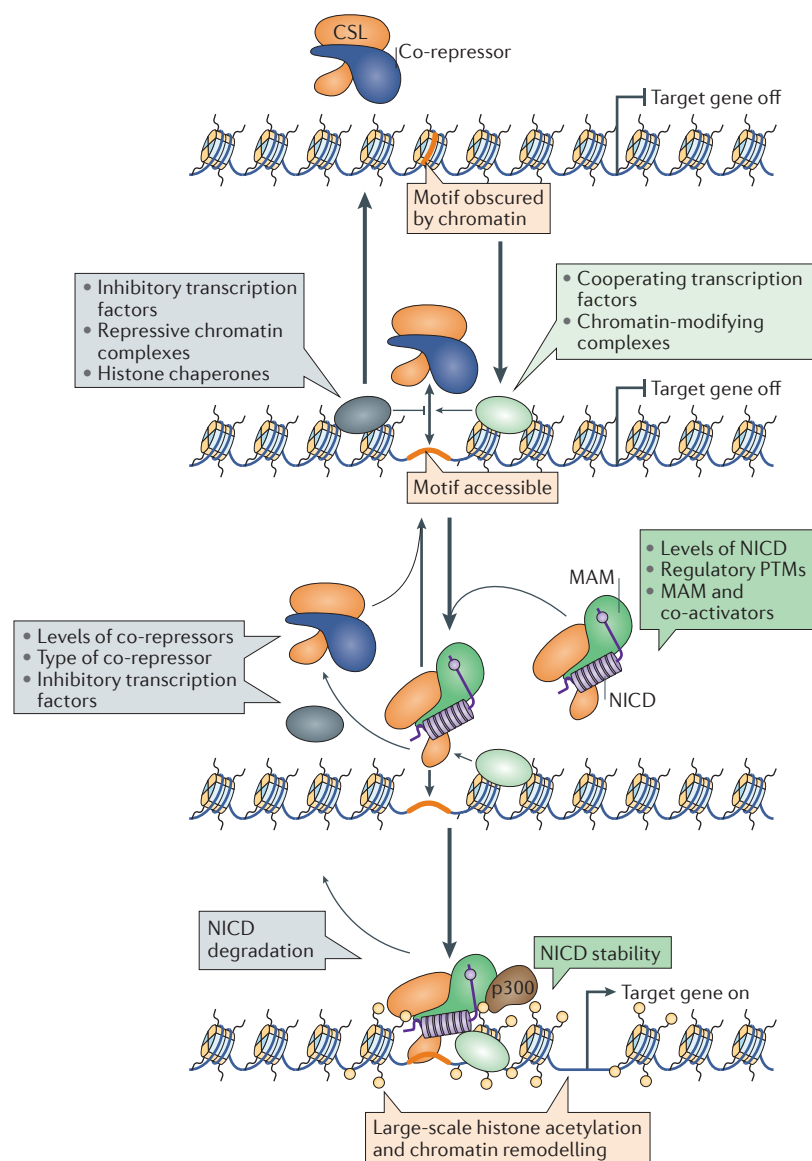 CSL
Co-repressor
Target gene off
Motif obscured
by chromatin
• Inhibitory transcription
factors
• Repressive chromatin
complexes
• Histone chaperones
• Cooperating transcription
factors
• Chromatin-modifying
complexes
Target gene off
Motif accessible
• Levels of NICD
• Regulatory PTMs
• MAM and
co-activators
MAM
NICD
• Levels of co-repressors
• Type of co-repressor
• Inhibitory transcription
factors
NICD
degradation
NICD stability
p300
Target gene on
Large-scale histone acetylation
and chromatin remodelling